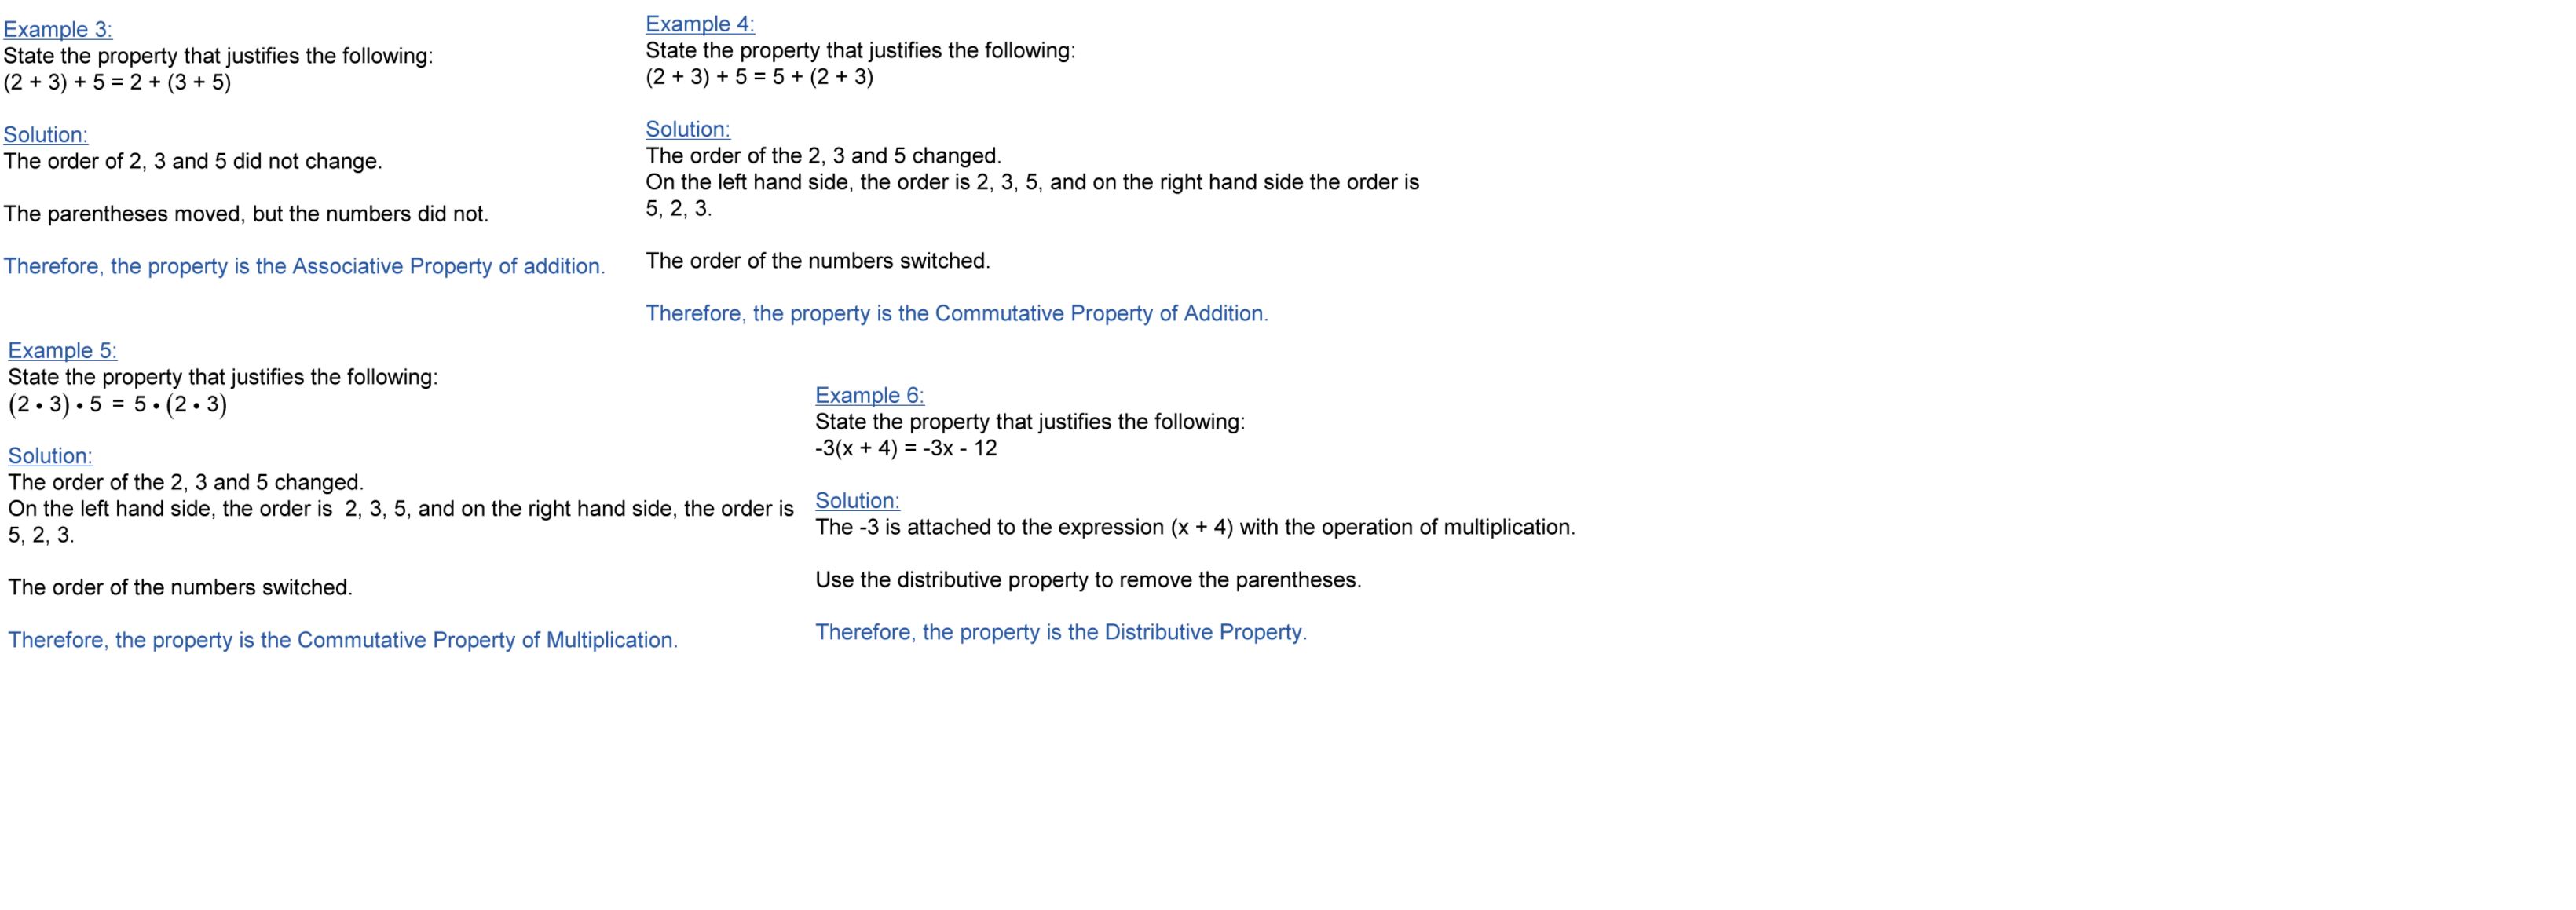 Example 3:
State the property that justifies the following:
(2 + 3) + 5 = 2 + (3 + 5)
Solution:
The order of 2, 3 and 5 did not change.
The parentheses moved, but the numbers did not.
Therefore, the property is the Associative Property of addition.
Example 4:
State the property that justifies the following:
(2 + 3) + 5 = 5 + (2 + 3)
Solution:
The order of the 2, 3 and 5 changed.
On the left hand side, the order is 2, 3, 5, and on the right hand side the order is
5, 2, 3.
The order of the numbers switched.
Therefore, the property is the Commutative Property of Addition.
Example 5:
State the property that justifies the following:
(2 • 3) • 5 = 5 • (2 • 3)
Solution:
The order of the 2, 3 and 5 changed.
On the left hand side, the order is 2, 3, 5, and on the right hand side, the order is
5, 2, 3.
The order of the numbers switched.
Therefore, the property is the Commutative Property of Multiplication.
Example 6:
State the property that justifies the following:
-3(x + 4) = -3x - 12
Solution:
The -3 is attached to the expression (x + 4) with the operation of multiplication.
Use the distributive property to remove the parentheses.
Therefore, the property is the Distributive Property.